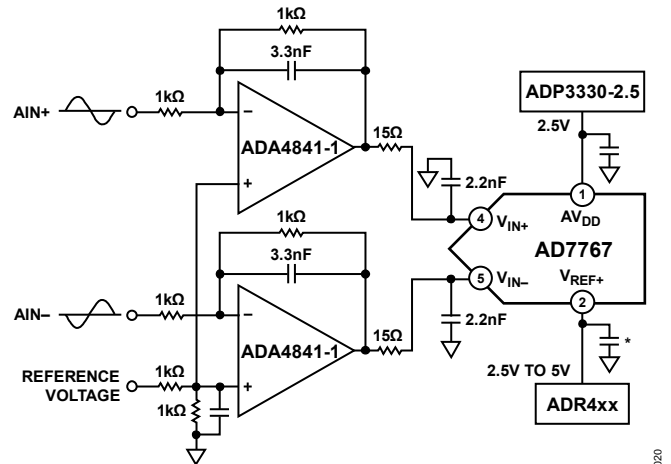 1kΩ
3.3nF
AIN+
1kΩ
−
ADA4841-1
+
15Ω
ADP3330-2.5
2.5V
2.2nF
1
AVDD
4
VIN+
AD7767
1kΩ
3.3nF
5
VIN−
VREF+
2
AIN−
1kΩ
−
ADA4841-1
+
15Ω
2.2nF
*
REFERENCE
VOLTAGE
1kΩ
1kΩ
2.5V TO 5V
ADR4xx
020